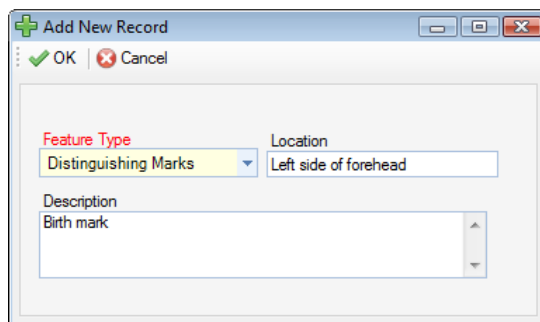 Add New Record
OK Cancel
Feature Type Location
Distinguishing Marks Left side of forehead
Description
Birth mark